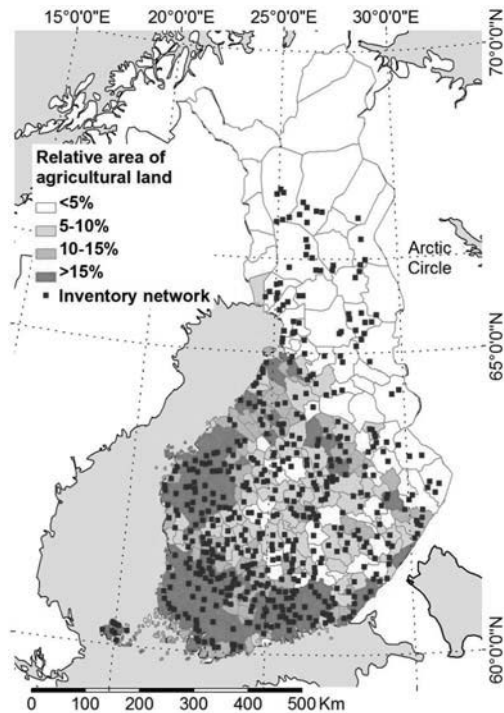 15°0'0"E 20°0'0"E 25°0'0"E 30°0'0"E
70°0'0"N
Relative area of
agricultural land
<5%
5-10%
10-15%
>15%
Inventory network
Arctic
Circle
65°0'0"N
60°0'0"N
0 100 200 300 400 500 Km